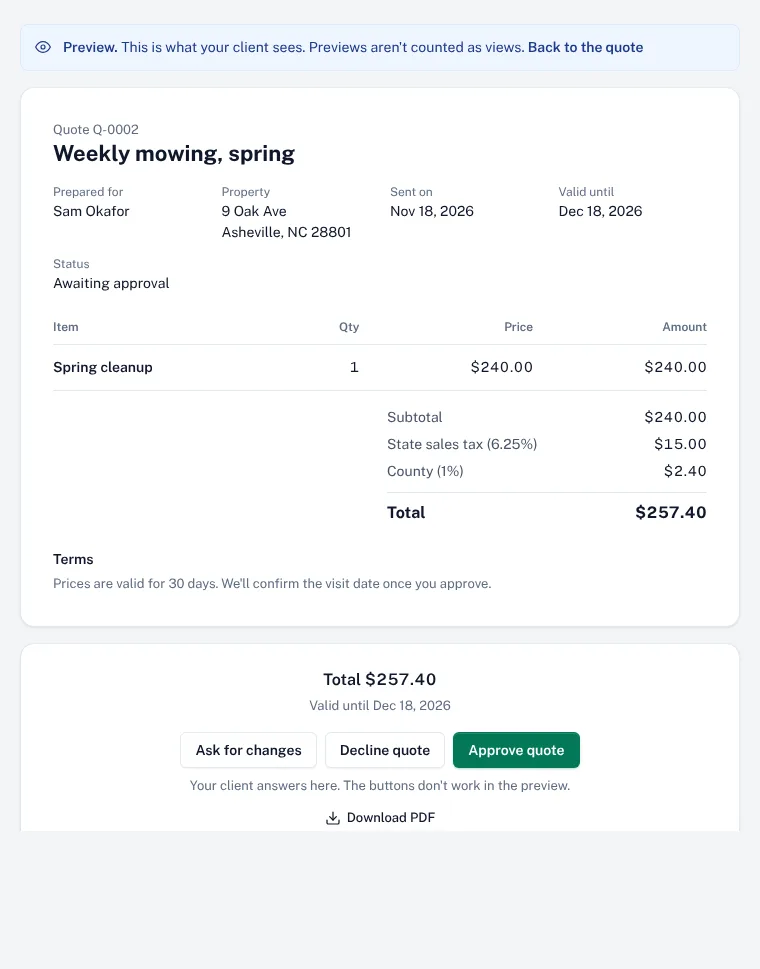 Preview. This is what your client sees. Previews aren't counted as views. Back to the quote
Quote Q-0002
Weekly mowing, spring
Prepared for Property Sent on Valid until
Sam Okafor 9 Oak Ave Nov 18, 2026 Dec 18, 2026
Asheville, NC 28801
Status
Awaiting approval
Item Qty Price Amount
Spring cleanup 1 $240.00 $240.00
Subtotal $240.00
State sales tax (6.25%) $15.00
County (1%) $2.40
Total $257.40
Terms
Prices are valid for 30 days. We'll confirm the visit date once you approve.
Total $257.40
Valid until Dec 18, 2026
Ask for changes Decline quote Approve quote
Your client answers here. The buttons don't work in the preview.
Download PDF